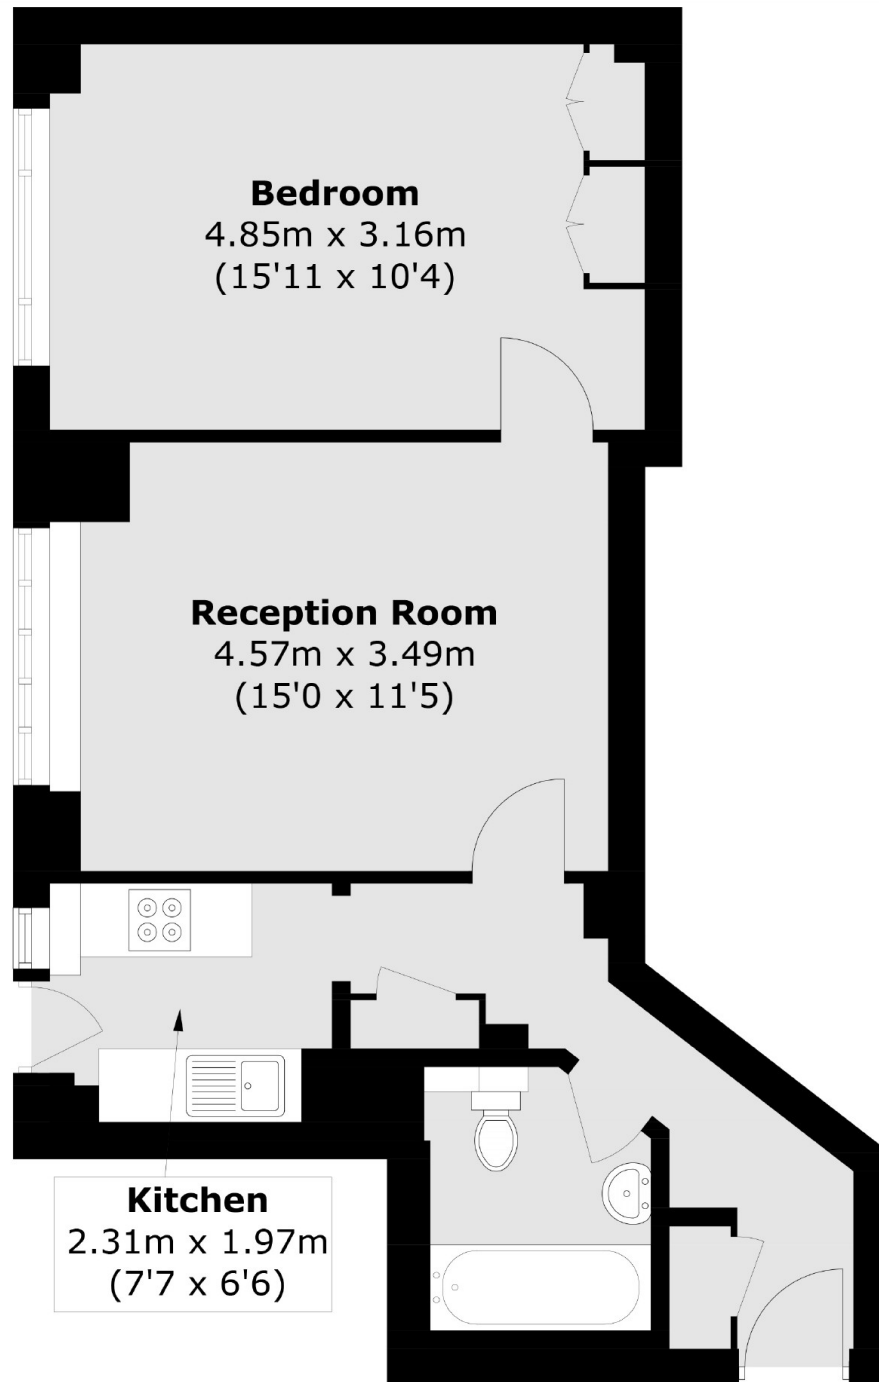 Bedroom
4.85m x 3.16m
(15'11 x 10'4)
Reception Room
4.57m x 3.49m
(15'0 x 11'5)
Kitchen
2.31m x 1.97m
(7'7 x 6'6)